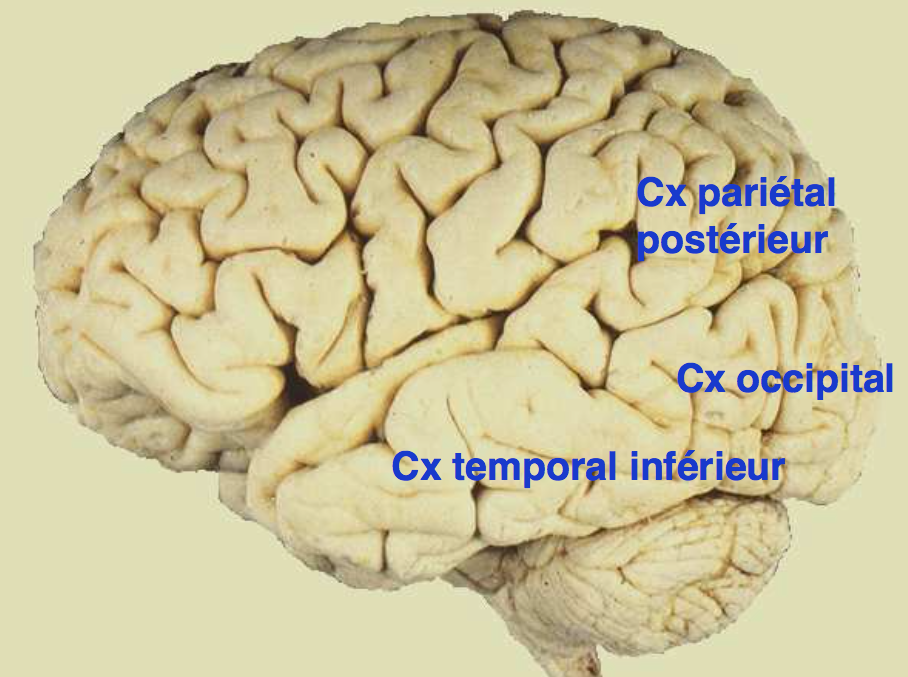 Cx pariétal
postérieur
Cx occipital
Cx temporal inférieur